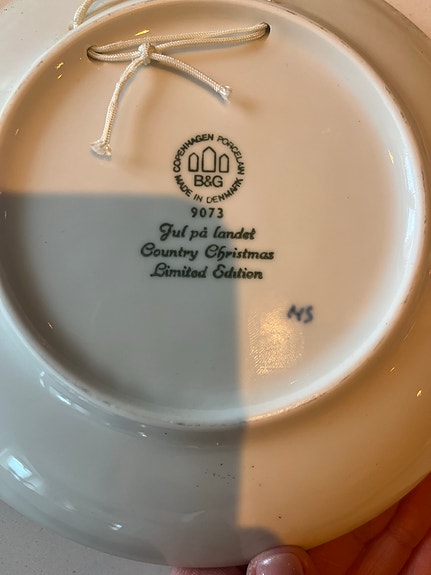 COPENHAGEN PORCELAIN
B&G
MADE IN DENMARK
9073
Jul på landet
Country Christmas
Limited Edition
NS